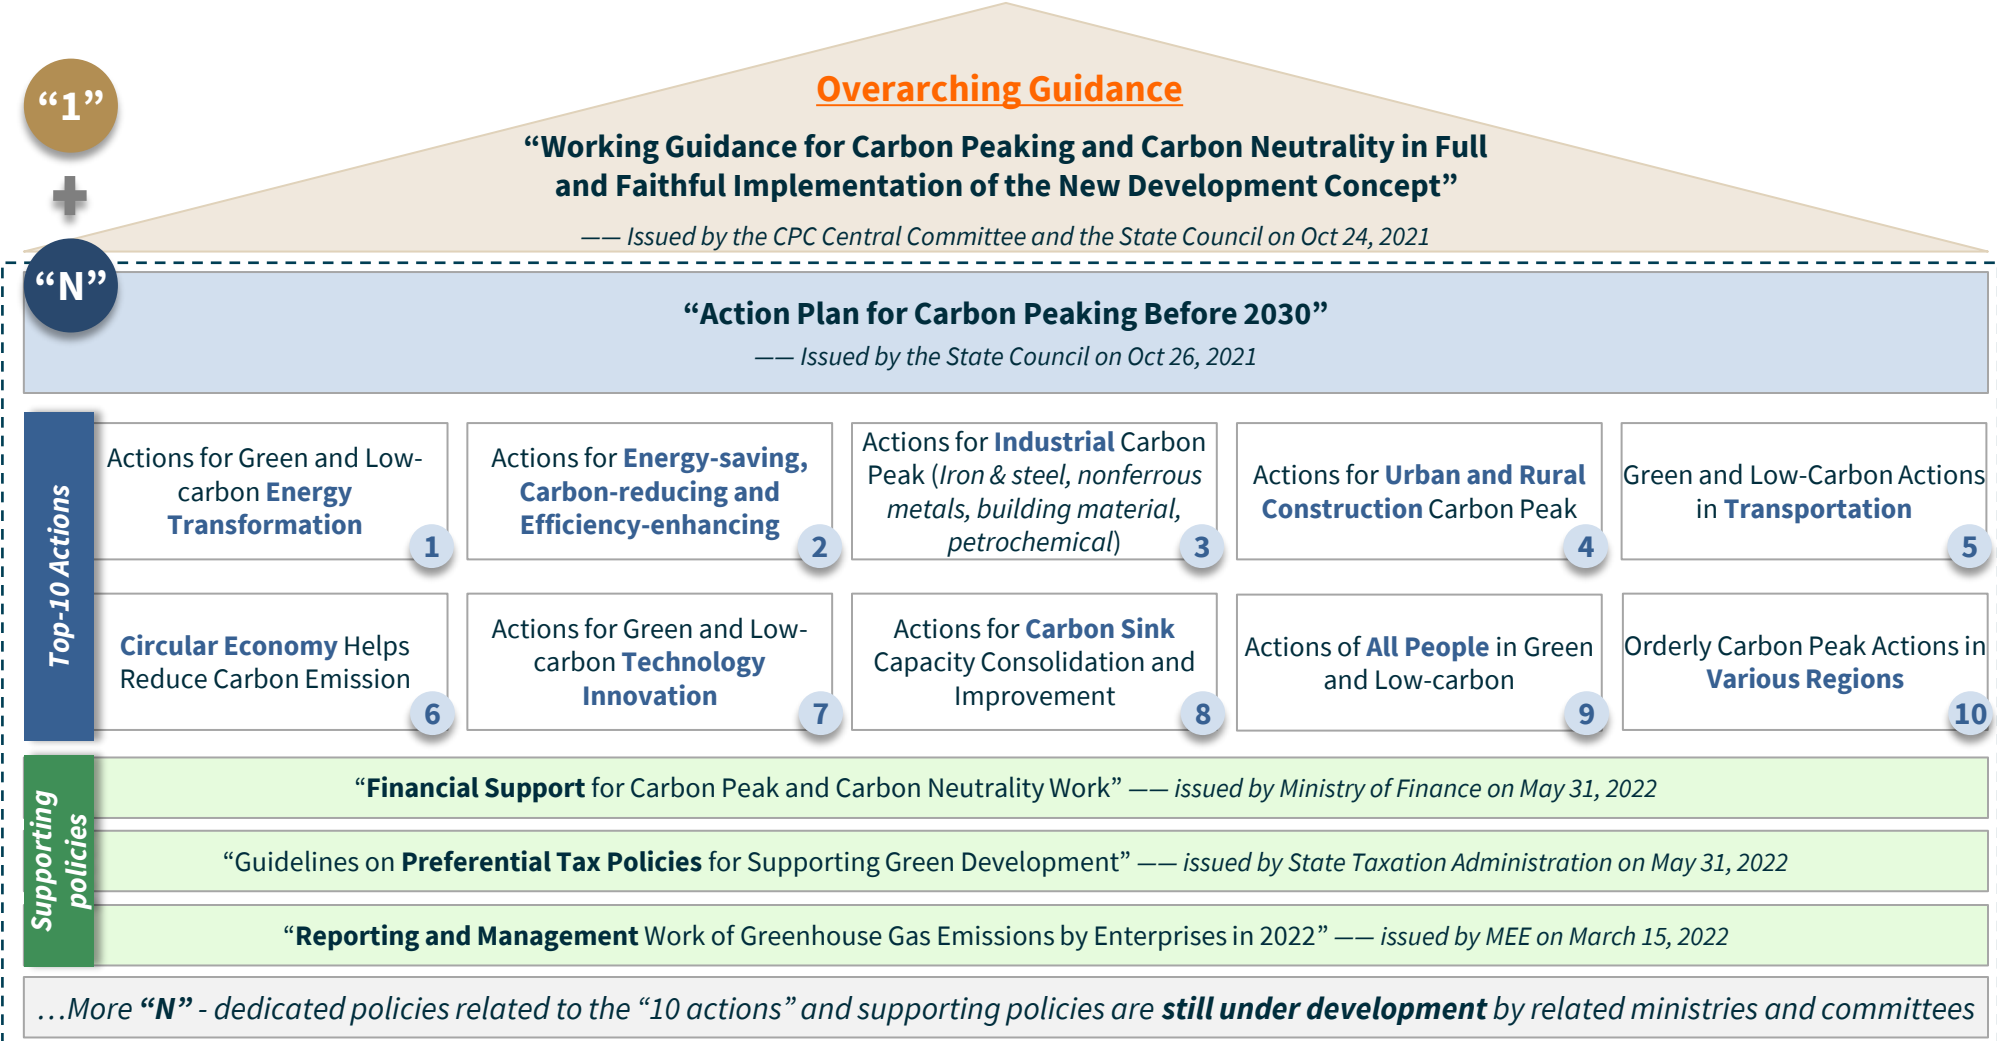 “1”
Overarching Guidance
“Working Guidance for Carbon Peaking and Carbon Neutrality in Full
and Faithful Implementation of the New Development Concept”
—— Issued by the CPC Central Committee and the State Council on Oct 24, 2021
+
“N”
“Action Plan for Carbon Peaking Before 2030”
—— Issued by the State Council on Oct 26, 2021
Top-10 Actions
Actions for Green and Low-
carbon Energy
Transformation
1
Actions for Energy-saving,
Carbon-reducing and
Efficiency-enhancing
2
Actions for Industrial Carbon
Peak (Iron & steel, nonferrous
metals, building material,
petrochemical)
3
Actions for Urban and Rural
Construction Carbon Peak
4
Green and Low-Carbon Actions
in Transportation
5
Circular Economy Helps
Reduce Carbon Emission
6
Actions for Green and Low-
carbon Technology
Innovation
7
Actions for Carbon Sink
Capacity Consolidation and
Improvement
8
Actions of All People in Green
and Low-carbon
9
Orderly Carbon Peak Actions in
Various Regions
10
Supporting
policies
“Financial Support for Carbon Peak and Carbon Neutrality Work” —— issued by Ministry of Finance on May 31, 2022
“Guidelines on Preferential Tax Policies for Supporting Green Development” —— issued by State Taxation Administration on May 31, 2022
“Reporting and Management Work of Greenhouse Gas Emissions by Enterprises in 2022” —— issued by MEE on March 15, 2022
…More “N” - dedicated policies related to the “10 actions” and supporting policies are still under development by related ministries and committees